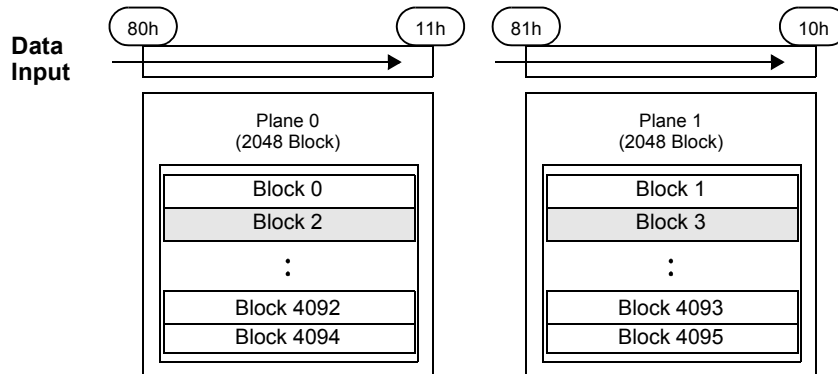 80h 11h 81h 10h
Data
Input
Plane 0
(2048 Block)
Block 0
Block 2
:
Block 4092
Block 4094
Plane 1
(2048 Block)
Block 1
Block 3
:
Block 4093
Block 4095